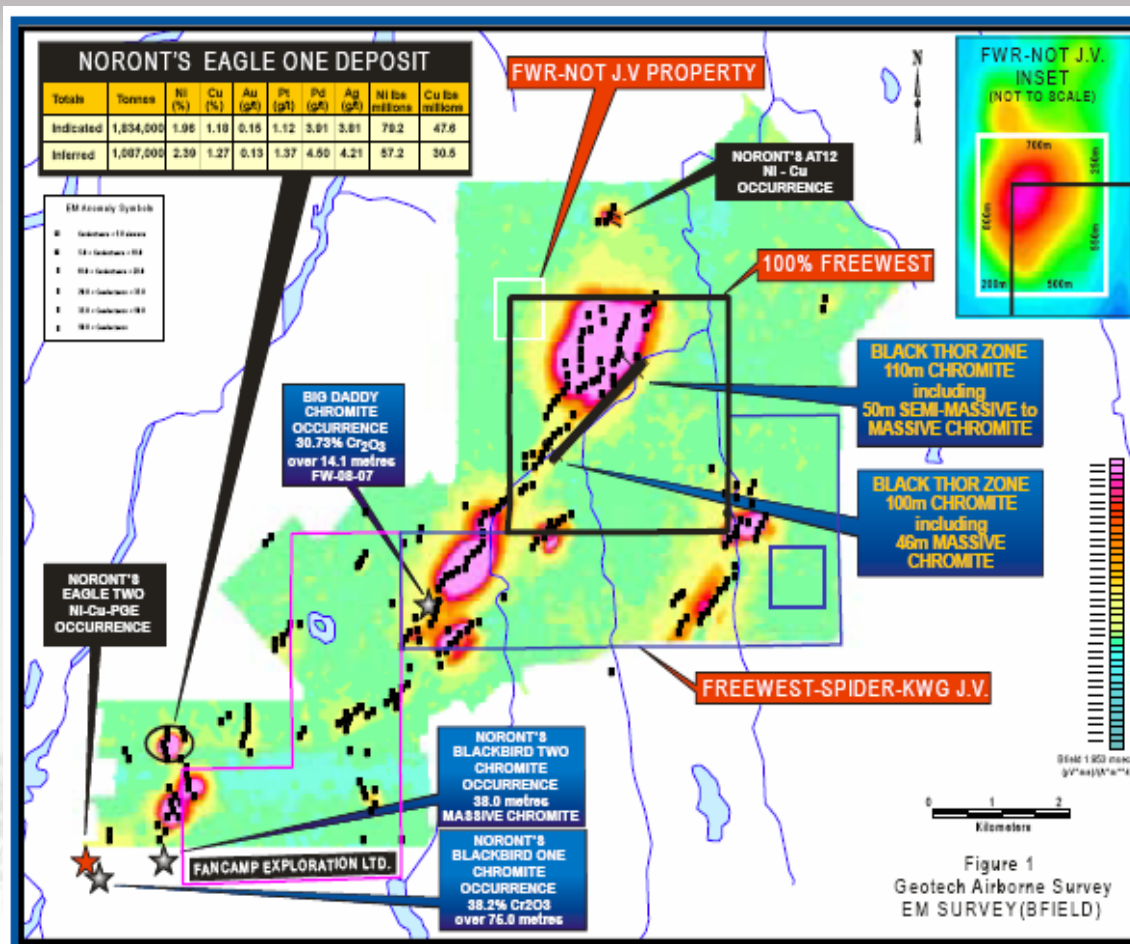 NORONT'S EAGLE ONE DEPOSIT
Totals Tonnes Ni (%) Cu (%) Au (g/t) Pt (g/t) Pd (g/t) Ag (g/t) Ni lbs millions Cu lbs millions
Indicated 1,834,000 1.96 1.18 0.15 1.12 3.91 3.81 79.2 47.6
Inferred 1,087,000 2.39 1.27 0.13 1.37 4.50 4.21 57.2 30.5
EM Anomaly Symbols
FWR-NOT J.V PROPERTY
N
FWR-NOT J.V.
INSET
(NOT TO SCALE)
700m
250m
800m
550m
200m
500m
NORONT'S AT12
NI - Cu
OCCURRENCE
100% FREEWEST
BLACK THOR ZONE
110m CHROMITE
including
50m SEMI-MASSIVE to
MASSIVE CHROMITE
BIG DADDY
CHROMITE
OCCURRENCE
30.73% Cr2O3
over 14.1 metres
FW-08-07
BLACK THOR ZONE
100m CHROMITE
including
46m MASSIVE
CHROMITE
NORONT'S
EAGLE TWO
Ni-Cu-PGE
OCCURRENCE
FREEWEST-SPIDER-KWG J.V.
NORONT'S
BLACKBIRD TWO
CHROMITE
OCCURRENCE
38.0 metres
MASSIVE CHROMITE
Bfield 1.953 msec
0 1 2
Kilometers
FANCAMP EXPLORATION LTD.
NORONT'S
BLACKBIRD ONE
CHROMITE
OCCURRENCE
38.2% Cr2O3
over 75.0 metres
Figure 1
Geotech Airborne Survey
EM SURVEY(BFIELD)